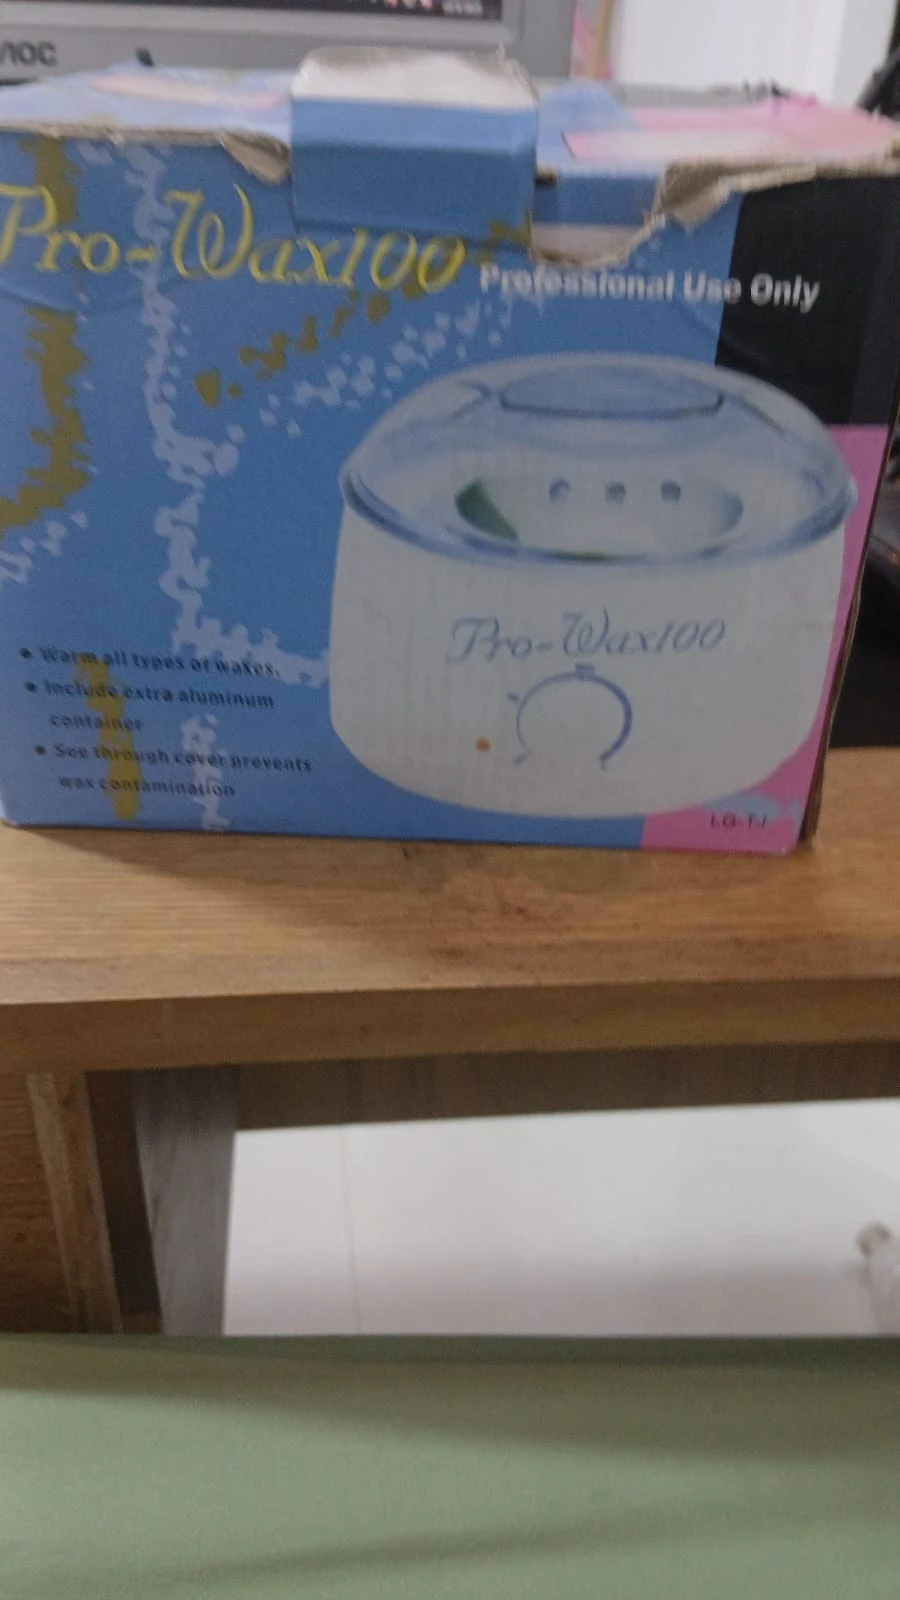 AOC
Pro-Wax100
Professional Use Only
Pro-Wax100
• Warm all types of waxes.
• Include extra aluminum
container
• See through cover prevents
wax contamination